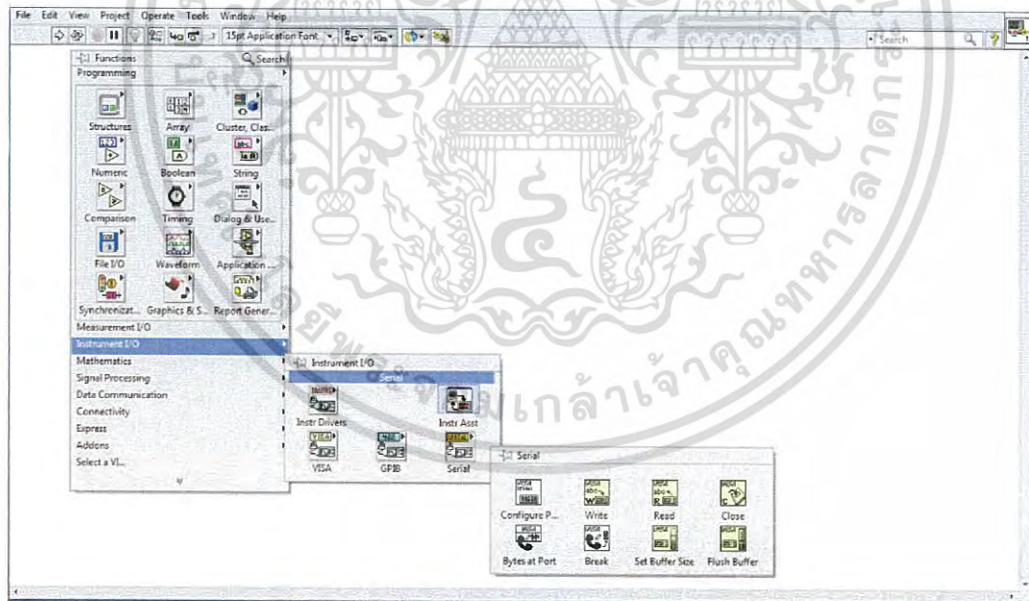 File Edit View Project Operate Tools Window Help
15pt Application Font
Search
Functions
Search
Programming
Structures Array Cluster, Clas...
Numeric Boolean String
Comparison Timing Dialog & Use...
File I/O Waveform Application ...
Synchronizat... Graphics & S... Report Gener...
Measurement I/O
Instrument I/O
Mathematics
Signal Processing
Data Communication
Connectivity
Express
Addons
Select a VI...
Instrument I/O
Serial
Instr Drivers Instr Asst
VISA GPIB Serial
Serial
Configure P... Write Read Close
Bytes at Port Break Set Buffer Size Flush Buffer